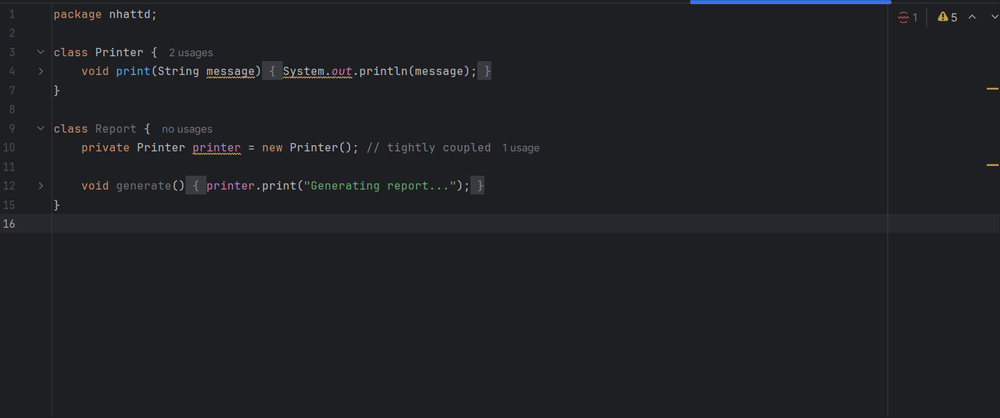 1 package nhattd;
2
3 class Printer { 2 usages
4 void print(String message) { System.out.println(message); }
7 }
8
9 class Report { no usages
10 private Printer printer = new Printer(); // tightly coupled 1 usage
11
12 void generate() { printer.print("Generating report..."); }
15 }
16
1 5